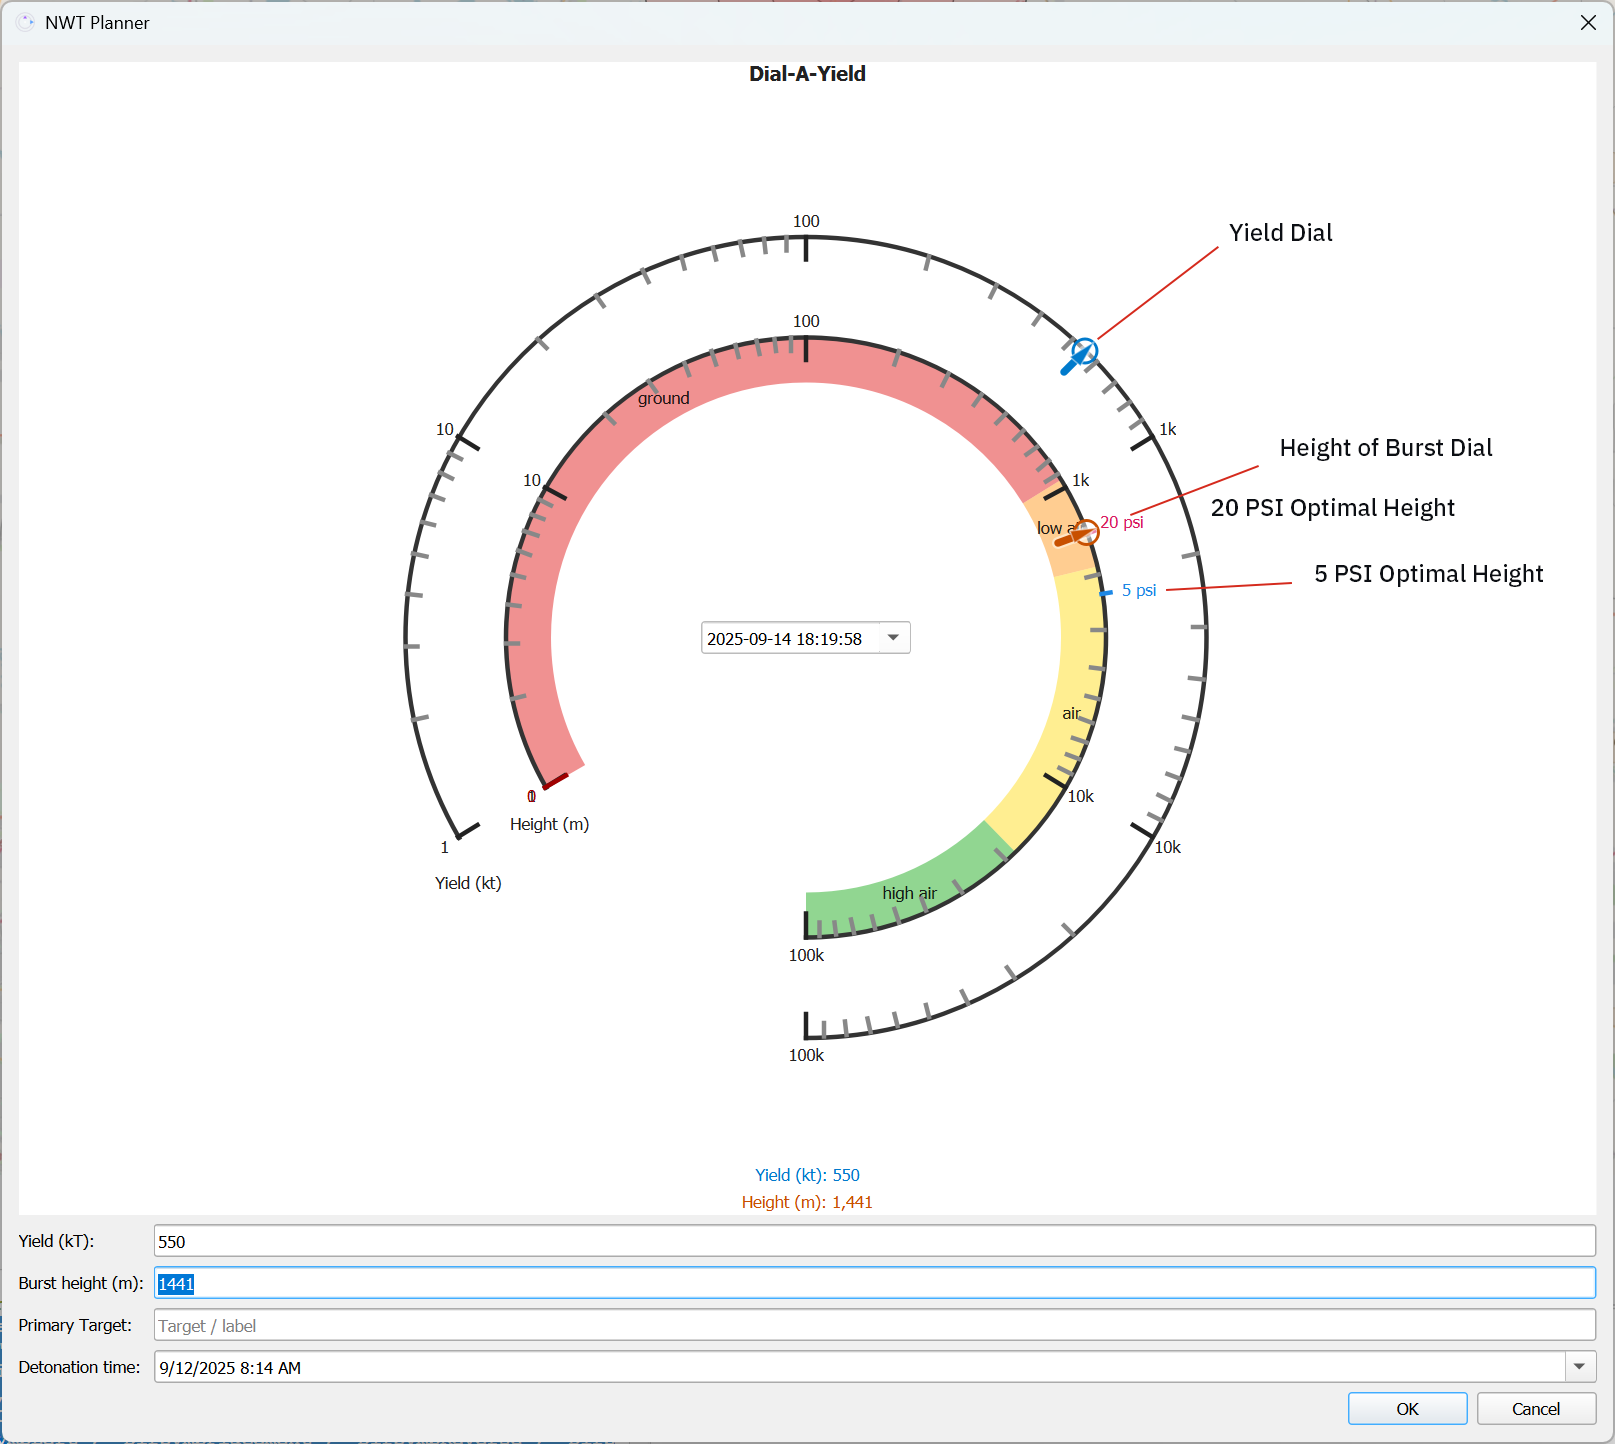 NWT Planner
Dial-A-Yield
100
Yield Dial
100
10
1k
Height of Burst Dial
ground
10
1k
20 PSI Optimal Height
20 psi
low a
5 PSI Optimal Height
5 psi
2025-09-14 18:19:58
air
0
1
10k
Height (m)
1
10k
Yield (kt)
high air
100k
100k
Yield (kt): 550
Height (m): 1,441
Yield (kT): 550
Burst height (m): 1441
Primary Target: Target / label
Detonation time: 9/12/2025 8:14 AM
OK Cancel